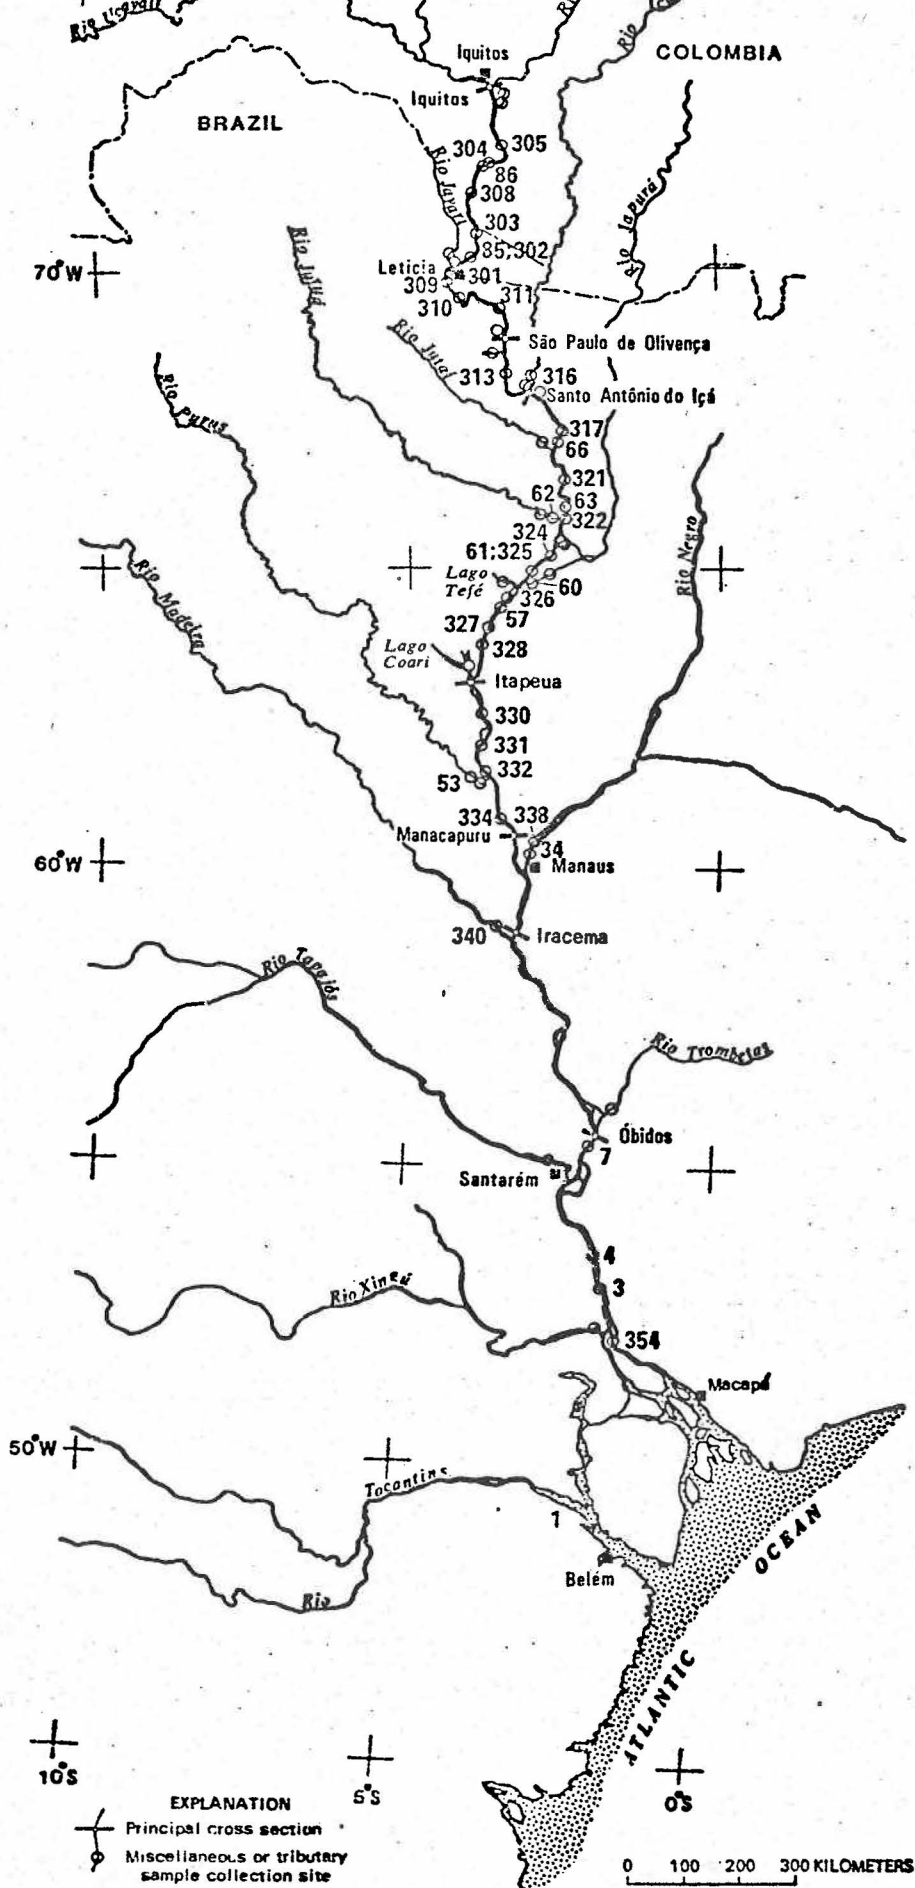 Rio Ucayali
COLOMBIA
Iquitos
Iquitos
BRAZIL
304
305
86
Rio Javari
308
303
Rio Japurá
85;302
70°W
Leticia
301
309
310
311
Rio Juruá
São Paulo de Olivença
Rio Jutaí
313
316
Santo Antônio do Içá
Rio Purus
317
66
321
62
63
322
324
61;325
Rio Negro
Lago
Tefé
60
326
Rio Madeira
57
327
328
Lago
Coari
Itapeua
330
331
332
53
334
338
Manacapuru
34
60°W
Manaus
340
Iracema
Rio Tapajós
Rio Trombetas
Óbidos
7
Santarém
4
Rio Xingú
3
354
Macapá
50°W
Tocantins
1
OCEAN
Belém
Rio
ATLANTIC
10°S
5°S
0°S
EXPLANATION
Principal cross section
Miscellaneous or tributary
sample collection site
0 100 200 300 KILOMETERS